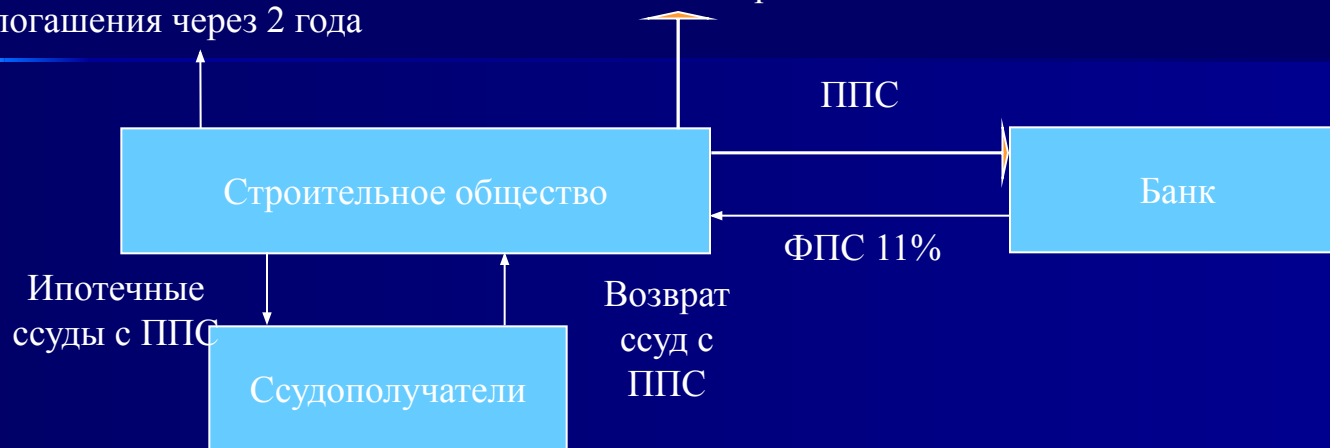 погашения через 2 года
ППС
Строительное общество
Банк
ФПС 11%
Ипотечные
ссуды с ППС
Возврат
ссуд с
ППС
Ссудополучатели